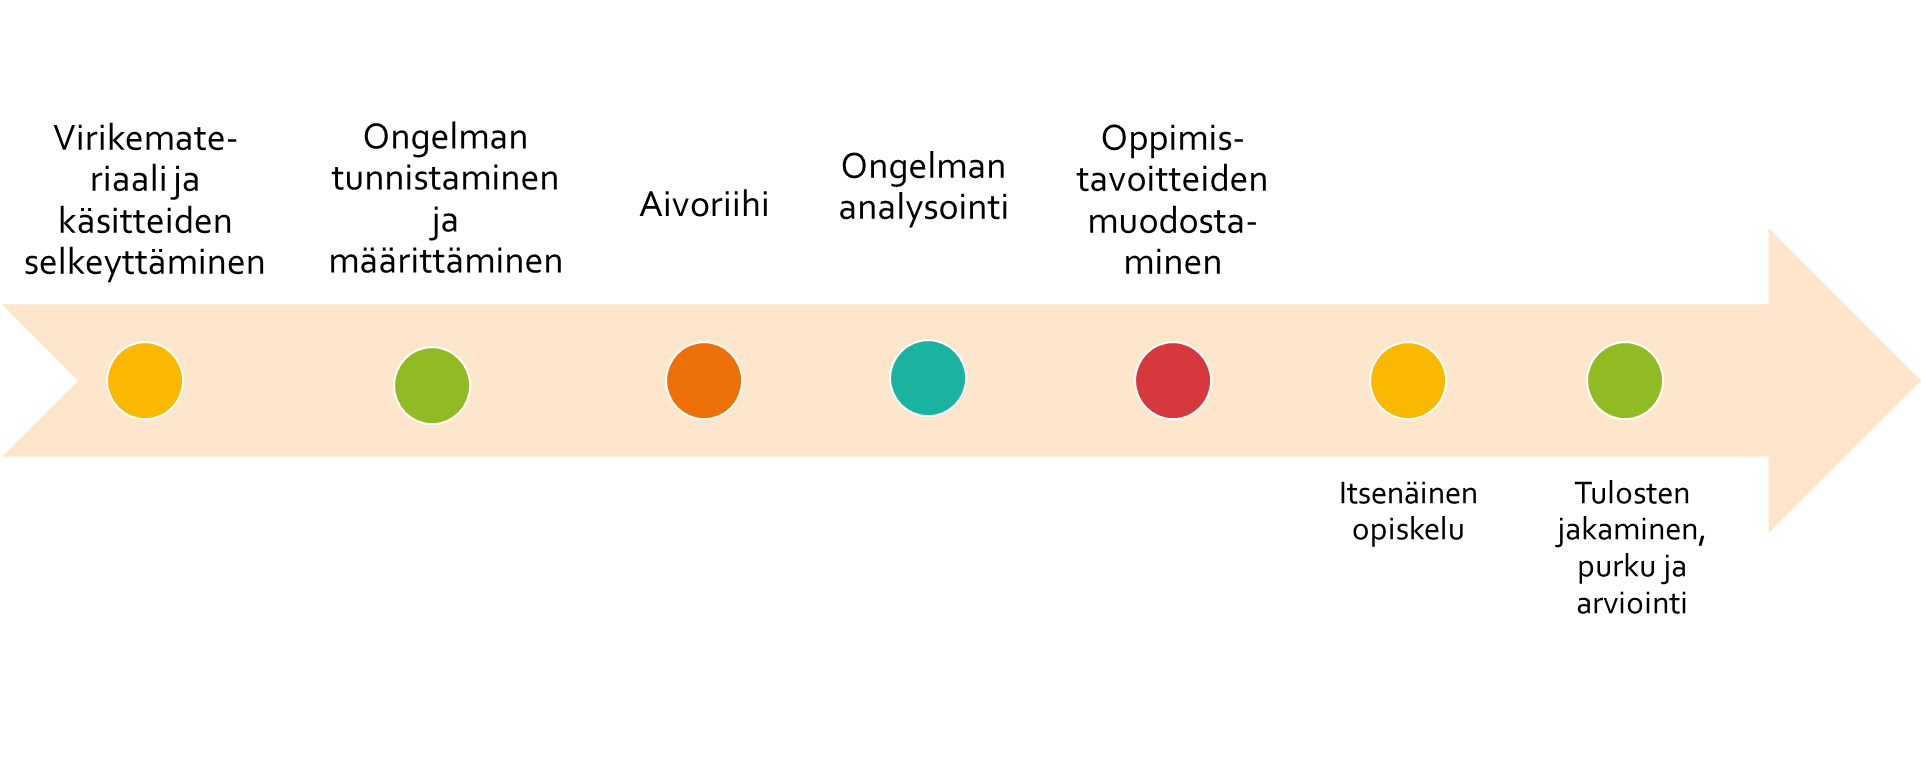 Virikemate-
riaali ja
käsitteiden
selkeyttäminen
Ongelman
tunnistaminen
ja
määrittäminen
Aivoriihi
Ongelman
analysointi
Oppimis-
tavoitteiden
muodosta-
minen
Itsenäinen
opiskelu
Tulosten
jakaminen,
purku ja
arviointi